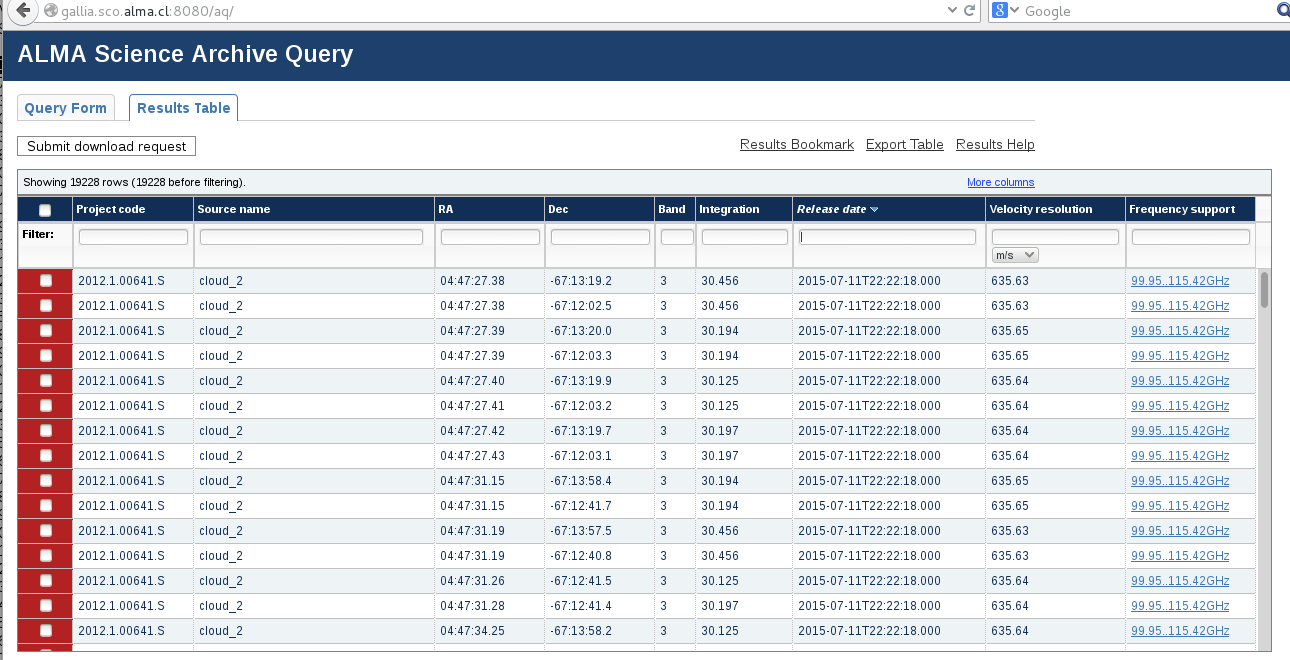 gallia.sco.alma.cl:8080/aq/
8 Google
ALMA Science Archive Query
Query Form Results Table
Submit download request Results Bookmark Export Table Results Help
Showing 19228 rows (19228 before filtering). More columns
Project code Source name RA Dec Band Integration Release date Velocity resolution Frequency support
Filter:
m/s
2012.1.00641.S cloud_2 04:47:27.38 -67:13:19.2 3 30.456 2015-07-11T22:22:18.000 635.63 99.95..115.42GHz
2012.1.00641.S cloud_2 04:47:27.38 -67:12:02.5 3 30.456 2015-07-11T22:22:18.000 635.63 99.95..115.42GHz
2012.1.00641.S cloud_2 04:47:27.39 -67:13:20.0 3 30.194 2015-07-11T22:22:18.000 635.65 99.95..115.42GHz
2012.1.00641.S cloud_2 04:47:27.39 -67:12:03.3 3 30.194 2015-07-11T22:22:18.000 635.65 99.95..115.42GHz
2012.1.00641.S cloud_2 04:47:27.40 -67:13:19.9 3 30.125 2015-07-11T22:22:18.000 635.64 99.95..115.42GHz
2012.1.00641.S cloud_2 04:47:27.41 -67:12:03.2 3 30.125 2015-07-11T22:22:18.000 635.64 99.95..115.42GHz
2012.1.00641.S cloud_2 04:47:27.42 -67:13:19.7 3 30.197 2015-07-11T22:22:18.000 635.64 99.95..115.42GHz
2012.1.00641.S cloud_2 04:47:27.43 -67:12:03.1 3 30.197 2015-07-11T22:22:18.000 635.64 99.95..115.42GHz
2012.1.00641.S cloud_2 04:47:31.15 -67:13:58.4 3 30.194 2015-07-11T22:22:18.000 635.65 99.95..115.42GHz
2012.1.00641.S cloud_2 04:47:31.15 -67:12:41.7 3 30.194 2015-07-11T22:22:18.000 635.65 99.95..115.42GHz
2012.1.00641.S cloud_2 04:47:31.19 -67:13:57.5 3 30.456 2015-07-11T22:22:18.000 635.63 99.95..115.42GHz
2012.1.00641.S cloud_2 04:47:31.19 -67:12:40.8 3 30.456 2015-07-11T22:22:18.000 635.63 99.95..115.42GHz
2012.1.00641.S cloud_2 04:47:31.26 -67:12:41.5 3 30.125 2015-07-11T22:22:18.000 635.64 99.95..115.42GHz
2012.1.00641.S cloud_2 04:47:31.28 -67:12:41.4 3 30.197 2015-07-11T22:22:18.000 635.64 99.95..115.42GHz
2012.1.00641.S cloud_2 04:47:34.25 -67:13:58.2 3 30.125 2015-07-11T22:22:18.000 635.64 99.95..115.42GHz